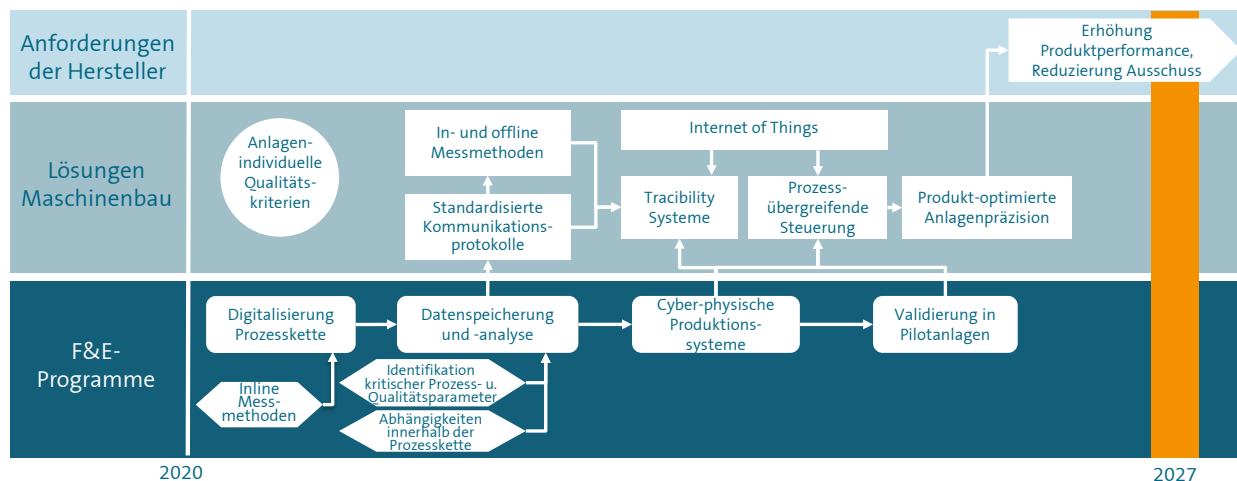 Anforderungen
der Hersteller
Erhöhung
Produktperformance,
Reduzierung Ausschuss
Lösungen
Maschinenbau
Anlagen-
individuelle
Qualitäts-
kriterien
In- und offline
Messmethoden
Standardisierte
Kommunikations-
protokolle
Internet of Things
Tracibility
Systeme
Prozess-
übergreifende
Steuerung
Produkt-optimierte
Anlagenpräzision
F&E-
Programme
Digitalisierung
Prozesskette
Datenspeicherung
und -analyse
Cyber-physische
Produktions-
systeme
Validierung in
Pilotanlagen
Inline
Mess-
methoden
Identifikation
kritischer Prozess- u.
Qualitätsparameter
Abhängigkeiten
innerhalb der
Prozesskette
2020
2027